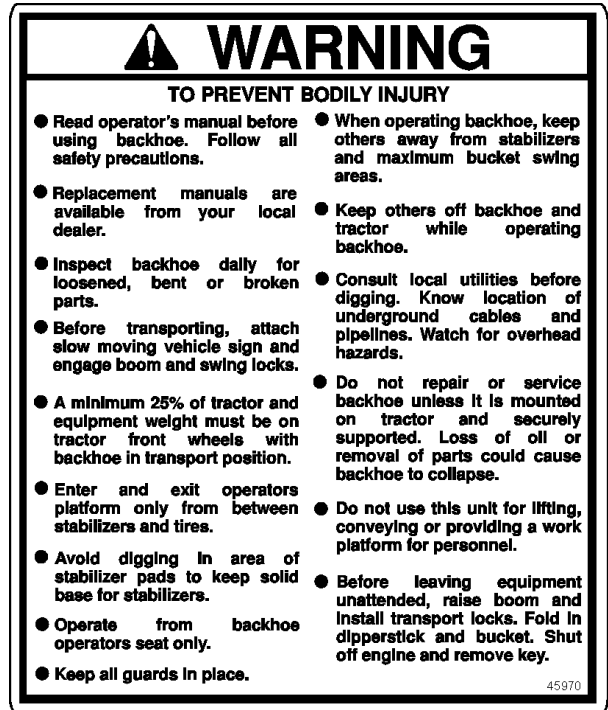 WARNING
TO PREVENT BODILY INJURY
● Read operator's manual before
using backhoe. Follow all
safety precautions.
● Replacement manuals are
available from your local
dealer.
● Inspect backhoe daily for
loosened, bent or broken
parts.
● Before transporting, attach
slow moving vehicle sign and
engage boom and swing locks.
● A minimum 25% of tractor and
equipment weight must be on
tractor front wheels with
backhoe in transport position.
● Enter and exit operators
platform only from between
stabilizers and tires.
● Avoid digging in area of
stabilizer pads to keep solid
base for stabilizers.
● Operate from backhoe
operators seat only.
● Keep all guards in place.
● When operating backhoe, keep
others away from stabilizers
and maximum bucket swing
areas.
● Keep others off backhoe and
tractor while operating
backhoe.
● Consult local utilities before
digging. Know location of
underground cables and
pipelines. Watch for overhead
hazards.
● Do not repair or service
backhoe unless it is mounted
on tractor and securely
supported. Loss of oil or
removal of parts could cause
backhoe to collapse.
● Do not use this unit for lifting,
conveying or providing a work
platform for personnel.
● Before leaving equipment
unattended, raise boom and
install transport locks. Fold in
dipperstick and bucket. Shut
off engine and remove key.
45970